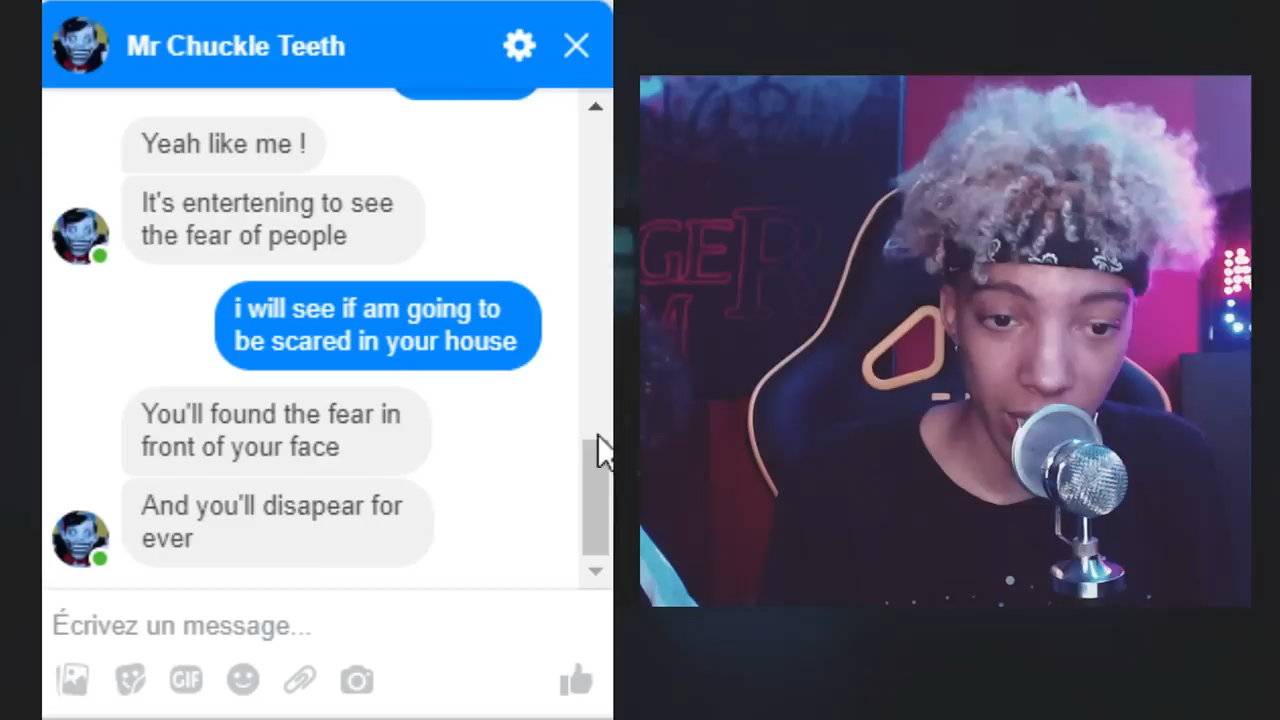 Mr Chuckle Teeth
Yeah like me !
It's entertening to see
the fear of people
i will see if am going to
be scared in your house
You'll found the fear in
front of your face
And you'll disapear for
ever
Écrivez un message...
GIF